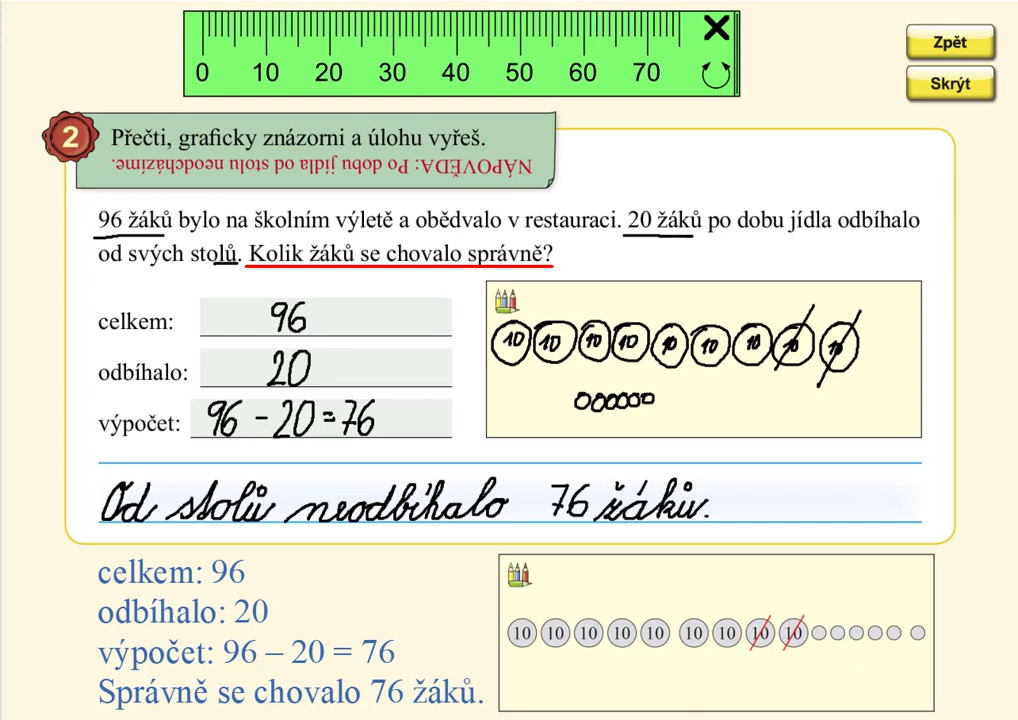 0 10 20 30 40 50 60 70
Zpět
Skrýt
2 Přečti, graficky znázorni a úlohu vyřeš.
NÁPOVĚDA: Po dobu jídla od stolu neodcházíme.
96 žáků bylo na školním výletě a obědvalo v restauraci. 20 žáků po dobu jídla odbíhalo
od svých stolů. Kolik žáků se chovalo správně?
celkem: 96
odbíhalo: 20
výpočet: 96 - 20 = 76
10 10 10 10 10 10 10 10 10
Od stolů neodbíhalo 76 žáků.
celkem: 96
odbíhalo: 20
výpočet: 96 – 20 = 76
Správně se chovalo 76 žáků.
10 10 10 10 10 10 10 10 10